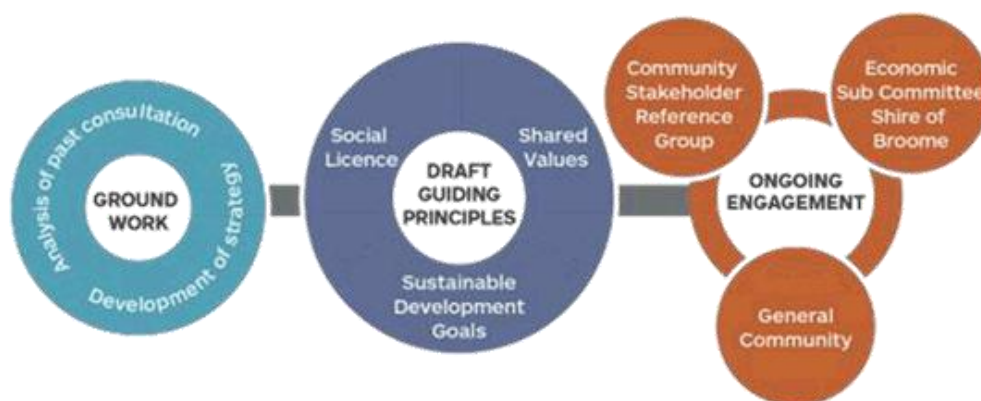 Analysis of past consultation
GROUND
WORK
Development of strategy
Social
Licence
DRAFT
GUIDING
PRINCIPLES
Shared
Values
Sustainable
Development
Goals
Community
Stakeholder
Reference
Group
Economic
Sub Committee
Shire of
Broome
ONGOING
ENGAGEMENT
General
Community